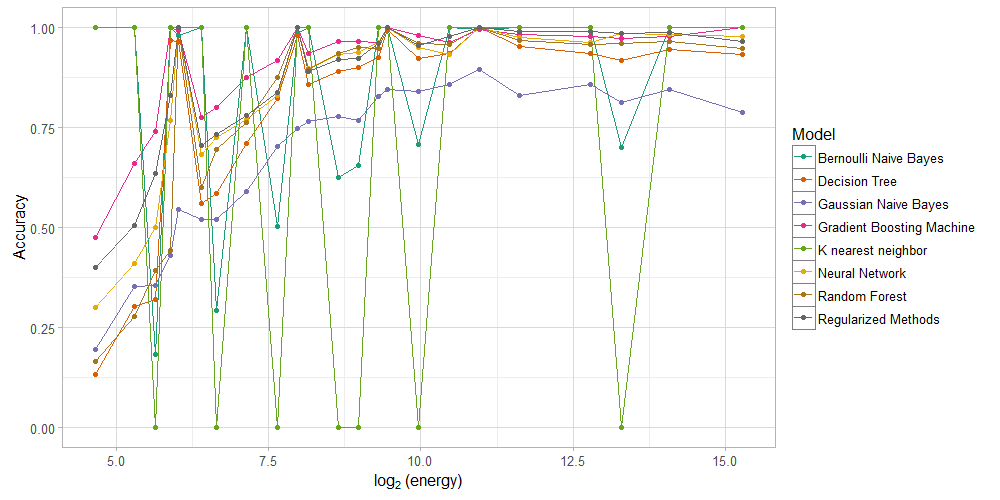 1.00
0.75
0.50
0.25
0.00
Accuracy
5.0 7.5 10.0 12.5 15.0
log₂ (energy)
Model
Bernoulli Naive Bayes
Decision Tree
Gaussian Naive Bayes
Gradient Boosting Machine
K nearest neighbor
Neural Network
Random Forest
Regularized Methods